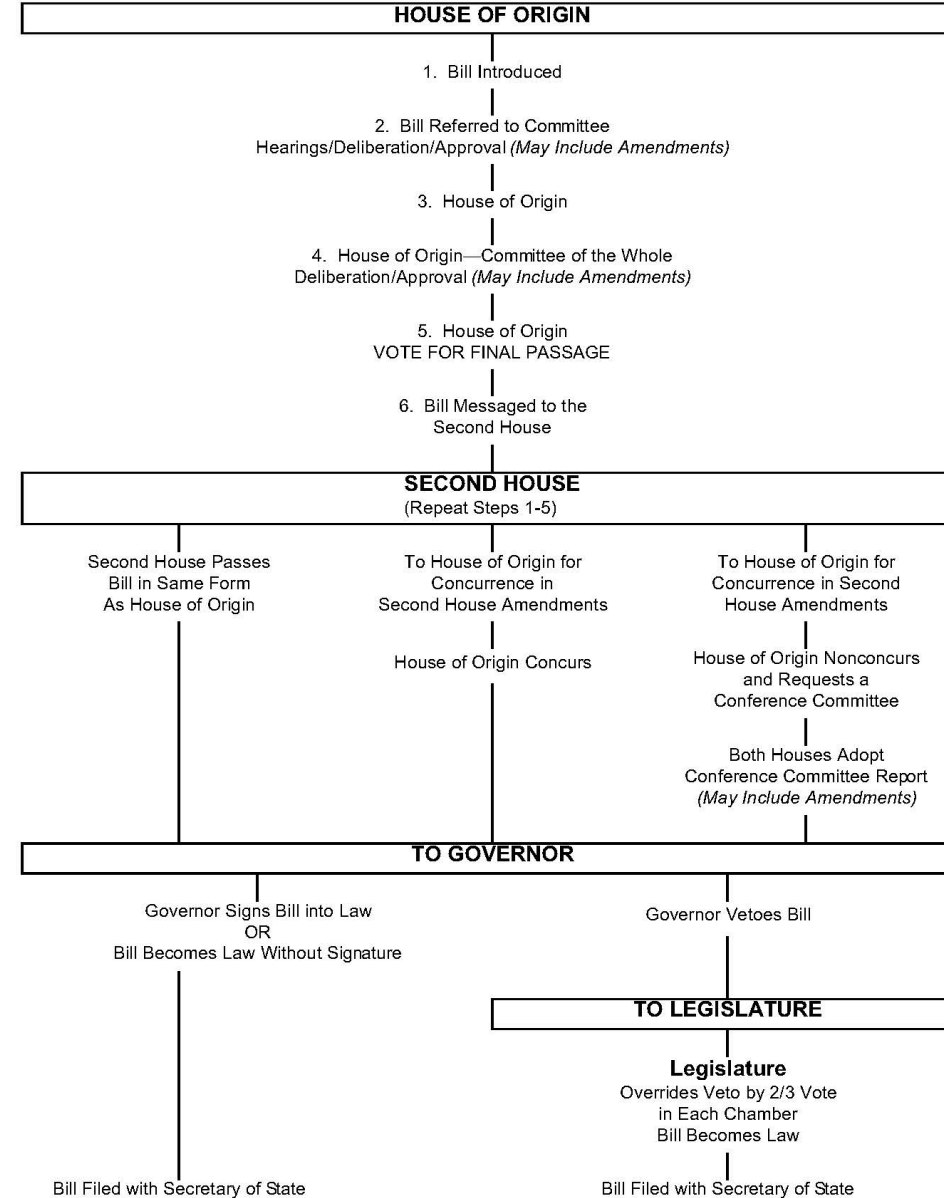 HOUSE OF ORIGIN
1. Bill Introduced
2. Bill Referred to Committee
Hearings/Deliberation/Approval (May Include Amendments)
3. House of Origin
4. House of Origin—Committee of the Whole
Deliberation/Approval (May Include Amendments)
5. House of Origin
VOTE FOR FINAL PASSAGE
6. Bill Messaged to the
Second House
SECOND HOUSE
(Repeat Steps 1-5)
Second House Passes
Bill in Same Form
As House of Origin
To House of Origin for
Concurrence in
Second House Amendments
House of Origin Concurs
To House of Origin for
Concurrence in Second
House Amendments
House of Origin Nonconcurs
and Requests a
Conference Committee
Both Houses Adopt
Conference Committee Report
(May Include Amendments)
TO GOVERNOR
Governor Signs Bill into Law
OR
Bill Becomes Law Without Signature
Bill Filed with Secretary of State
Governor Vetoes Bill
TO LEGISLATURE
Legislature
Overrides Veto by 2/3 Vote
in Each Chamber
Bill Becomes Law
Bill Filed with Secretary of State